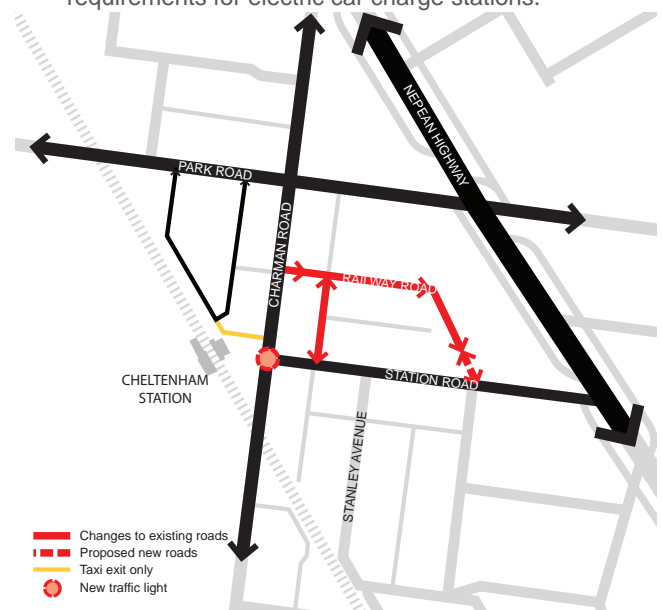 requirements for electric car charge stations.
NEPEAN HIGHWAY
PARK ROAD
CHARMAN ROAD
RAILWAY ROAD
CHELTENHAM
STATION
STATION ROAD
STANLEY AVENUE
Changes to existing roads
Proposed new roads
Taxi exit only
New traffic light